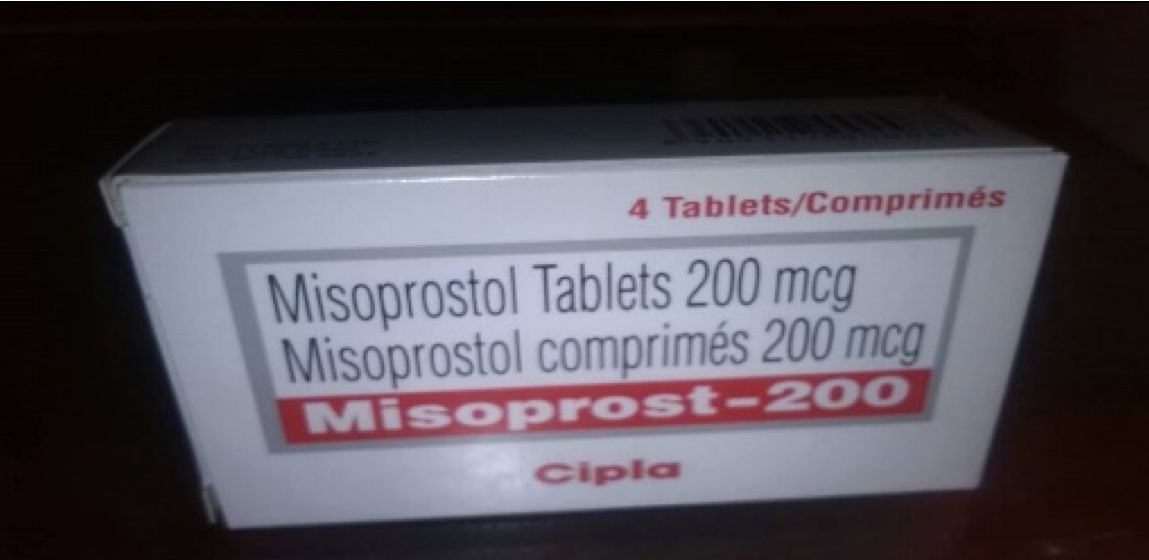 4 Tablets/Comprimés
Misoprostol Tablets 200 mcg
Misoprostol comprimés 200 mcg
Misoprost-200
Cipla